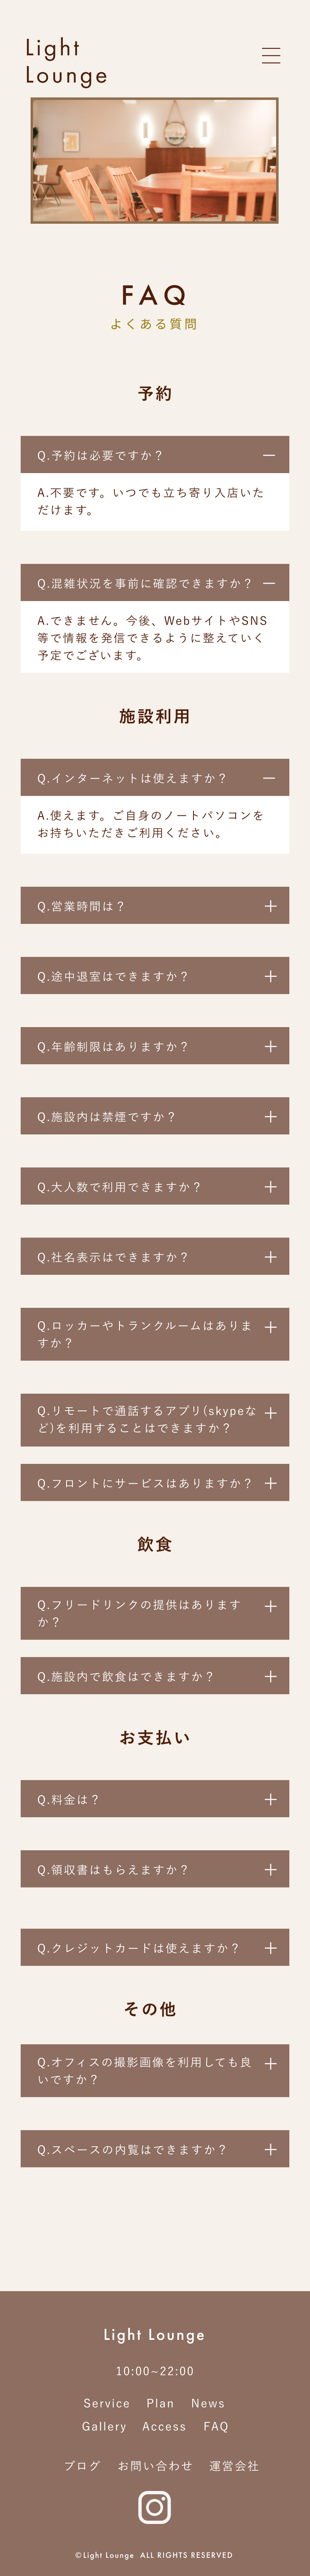 Light
Lounge
FAQ
よくある質問
予約
Q.予約は必要ですか？
A.不要です。いつでも立ち寄り入店いた
だけます。
Q.混雑状況を事前に確認できますか？
A.できません。今後、WebサイトやSNS
等で情報を発信できるように整えていく
予定でございます。
施設利用
Q.インターネットは使えますか？
A.使えます。ご自身のノートパソコンを
お持ちいただきご利用ください。
Q.営業時間は？
Q.途中退室はできますか？
Q.年齢制限はありますか？
Q.施設内は禁煙ですか？
Q.大人数で利用できますか？
Q.社名表示はできますか？
Q.ロッカーやトランクルームはありま
すか？
Q.リモートで通話するアプリ(skypeな
ど)を利用することはできますか？
Q.フロントにサービスはありますか？
飲食
Q.フリードリンクの提供はあります
か？
Q.施設内で飲食はできますか？
お支払い
Q.料金は？
Q.領収書はもらえますか？
Q.クレジットカードは使えますか？
その他
Q.オフィスの撮影画像を利用しても良
いですか？
Q.スペースの内覧はできますか？
Light Lounge
10:00~22:00
Service Plan News
Gallery Access FAQ
ブログ お問い合わせ 運営会社
©Light Lounge ALL RIGHTS RESERVED